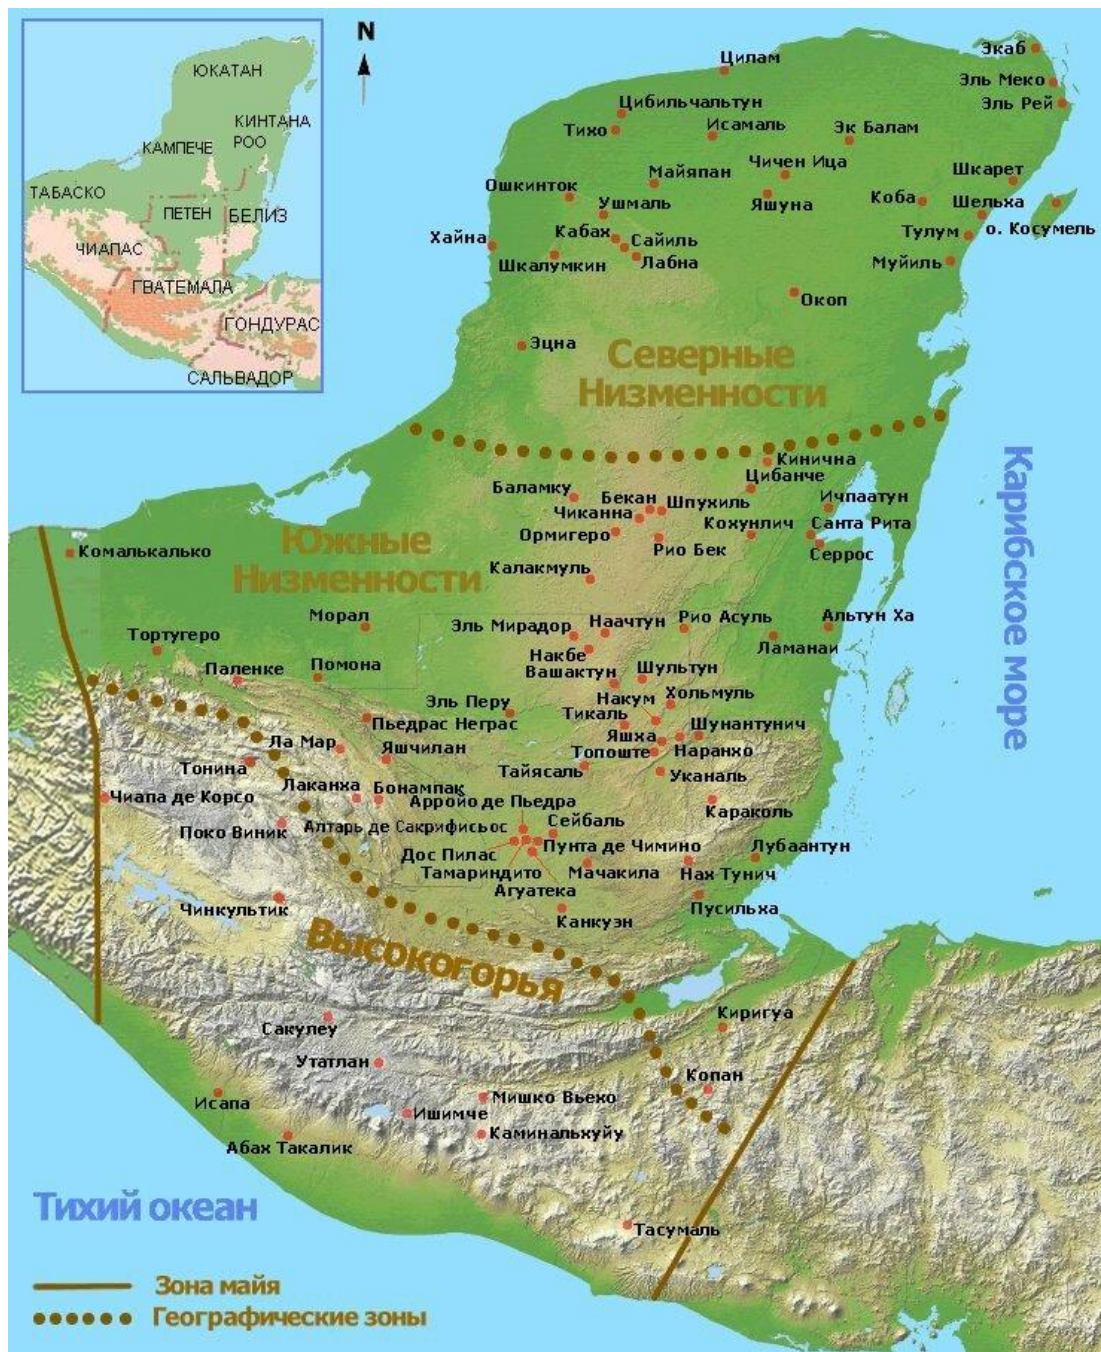 N
ЮКАТАН
КИНТАНА
РОО
КАМПЕЧЕ
ТАБАСКО
ПЕТЕН
БЕЛИЗ
ЧИАПАС
ГВАТЕМАЛА
ГОНДУРАС
САЛЬВАДОР
Экаб
Цилам
Эль Меко
Эль Рей
Цибильчальтун
Тихо
Исамаль
Эк Балам
Чичен Ица
Майяпан
Шкарет
Ошкинток
Ушмаль
Яшуна
Коба
Шельха
Хайна
Кабах
Сайиль
Тулум
о. Косумель
Шкалумкин
Лабна
Муйиль
Окоп
Эцна
Северные
Низменности
Кинична
Цибанче
Баламку
Бекан
Шпухиль
Ичпаатун
Чиканна
Кохунлич
Санта Рита
Ормигеро
Рио Бек
Серрос
Южные
Низменности
Комалькалько
Калакмуль
Карибское море
Морал
Эль Мирадор
Наачтун
Рио Асуль
Альтун Ха
Тортугеро
Ламанаи
Накбе
Паленке
Помона
Вашактун
Шультун
Эль Перу
Накум
Хольмуль
Пьедрас Неграс
Тикаль
Шунантунич
Ла Мар
Яшха
Яшчилан
Топоште
Наранхо
Тонина
Тайясаль
Уканаль
Лаканха
Бонампак
Чиапа де Корсо
Арройо де Пьедра
Караколь
Поко Виник
Алтарь де Сакрифисьос
Сейбаль
Пунта де Чимино
Лубаантун
Дос Пилас
Тамариндито
Мачакила
Нах Тунич
Агуатека
Чинкультик
Пусильха
Канкуэн
Высокогорья
Киригуа
Сакулеу
Утатлан
Копан
Исапа
Мишко Вьехо
Ишимче
Каминальхуйу
Абах Такалик
Тихий океан
Тасумаль
Зона майя
Географические зоны